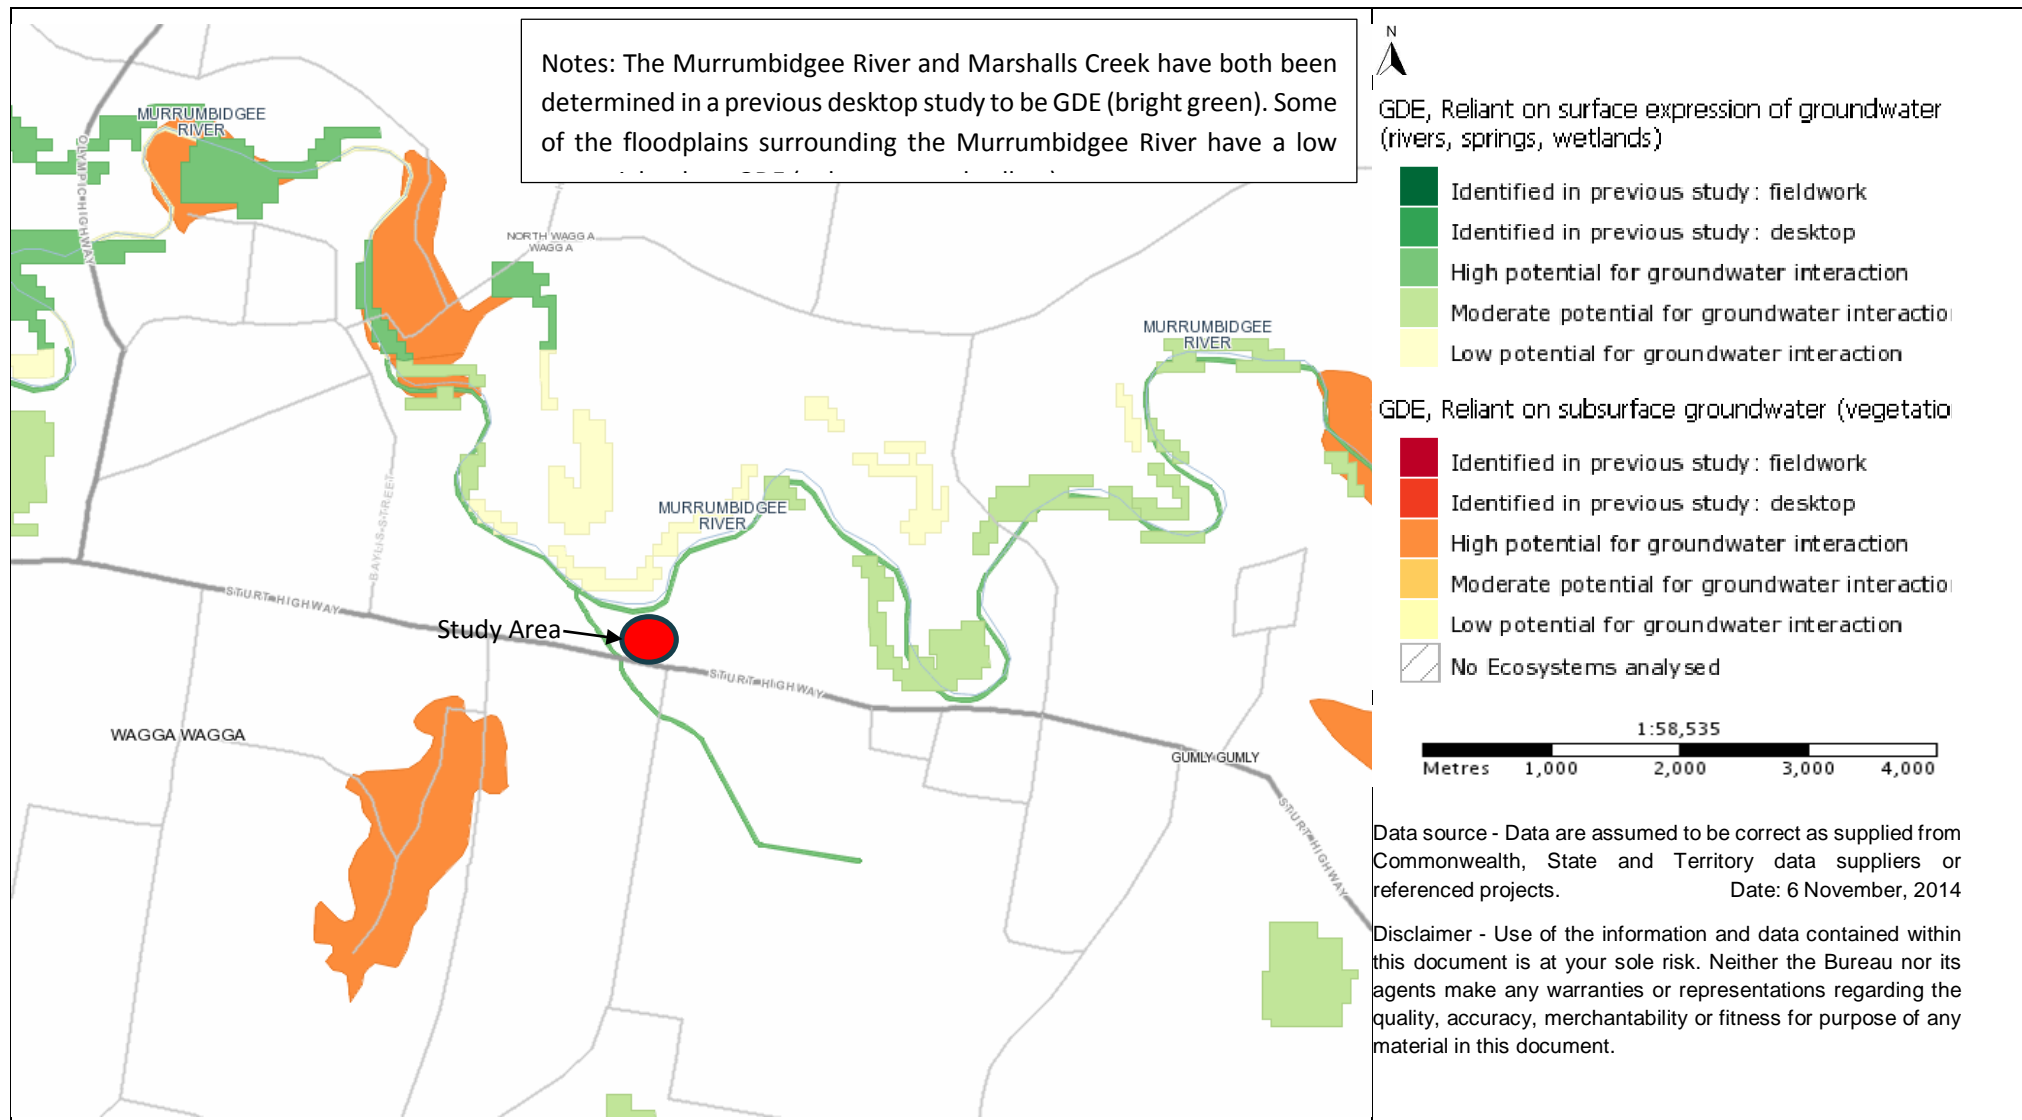 Notes: The Murrumbidgee River and Marshalls Creek have both been
determined in a previous desktop study to be GDE (bright green). Some
of the floodplains surrounding the Murrumbidgee River have a low
MURRUMBIDGEE
RIVER
OLYMPIC HIGHWAY
NORTH WAGGA
WAGGA
MURRUMBIDGEE
RIVER
MURRUMBIDGEE
RIVER
BAYLIS STREET
STURT HIGHWAY
Study Area
STURT HIGHWAY
WAGGA WAGGA
GUMLY GUMLY
STURT HIGHWAY
N
GDE, Reliant on surface expression of groundwater
(rivers, springs, wetlands)
Identified in previous study: fieldwork
Identified in previous study: desktop
High potential for groundwater interaction
Moderate potential for groundwater interactio
Low potential for groundwater interaction
GDE, Reliant on subsurface groundwater (vegetatio
Identified in previous study: fieldwork
Identified in previous study: desktop
High potential for groundwater interaction
Moderate potential for groundwater interactio
Low potential for groundwater interaction
No Ecosystems analysed
1:58,535
Metres 1,000 2,000 3,000 4,000
Data source - Data are assumed to be correct as supplied from
Commonwealth, State and Territory data suppliers or
referenced projects. Date: 6 November, 2014
Disclaimer - Use of the information and data contained within
this document is at your sole risk. Neither the Bureau nor its
agents make any warranties or representations regarding the
quality, accuracy, merchantability or fitness for purpose of any
material in this document.